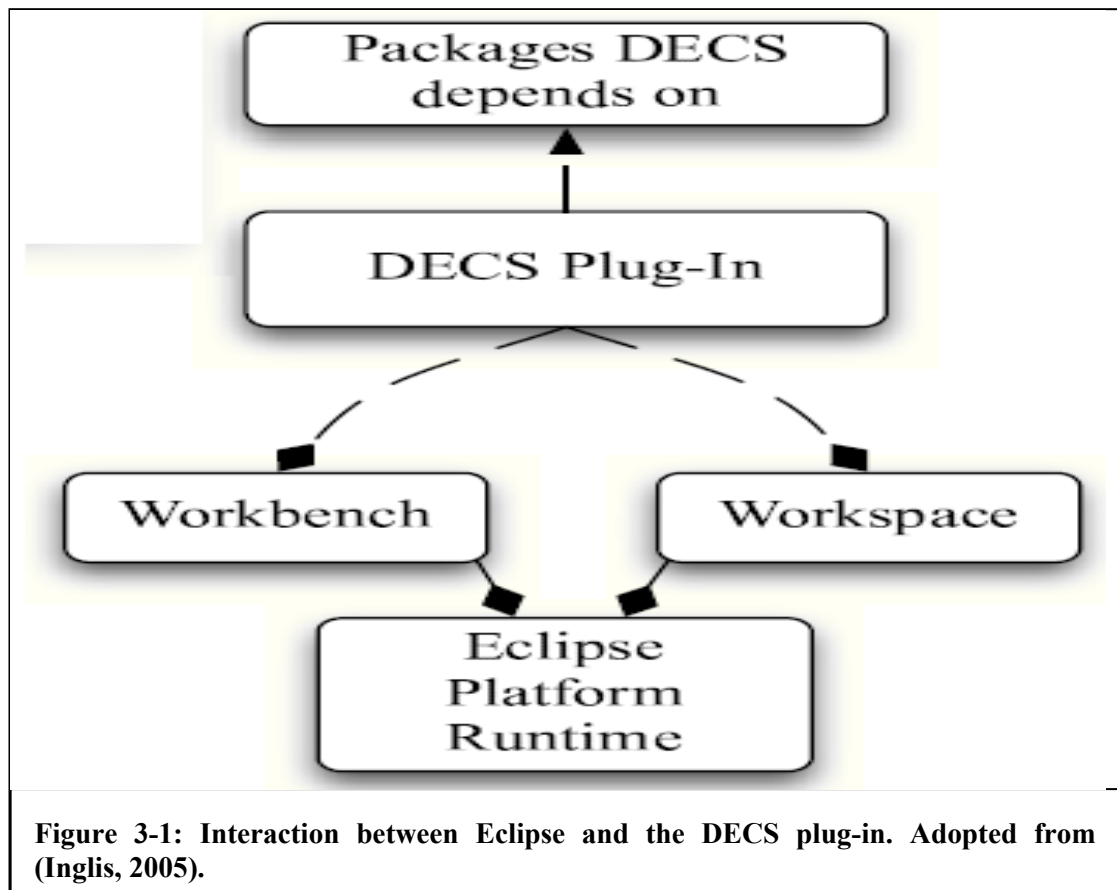 Packages DECS
depends on
DECS Plug-In
Workbench
Workspace
Eclipse
Platform
Runtime
Figure 3-1: Interaction between Eclipse and the DECS plug-in. Adopted from
(Inglis, 2005).